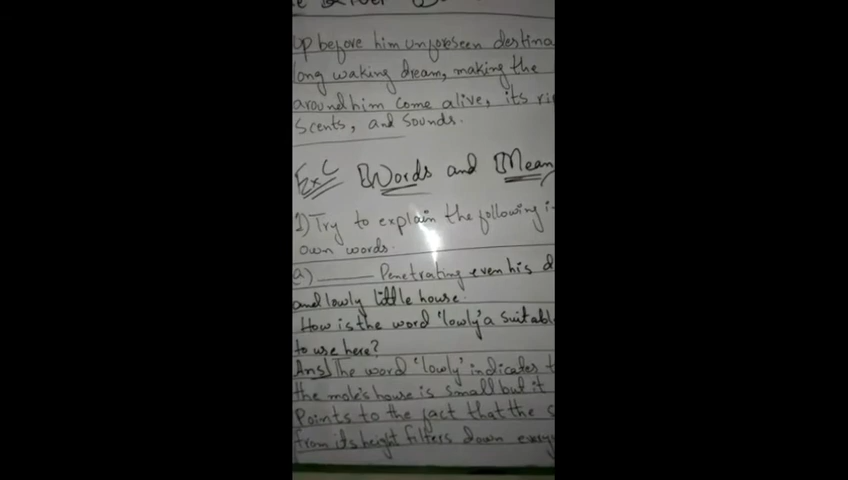 up before him unforeseen destina
long waking dream, making the
around him come alive, its ri
scents, and sounds.
Ex C Words and Mean
1) Try to explain the following i
own words.
a) ______ Penetrating even his d
and lowly little house.
How is the word 'lowly' a suitabl
to use here?
Ans] The word 'lowly' indicates t
the mole's house is small but it
Points to the fact that the s
from its height filters down every